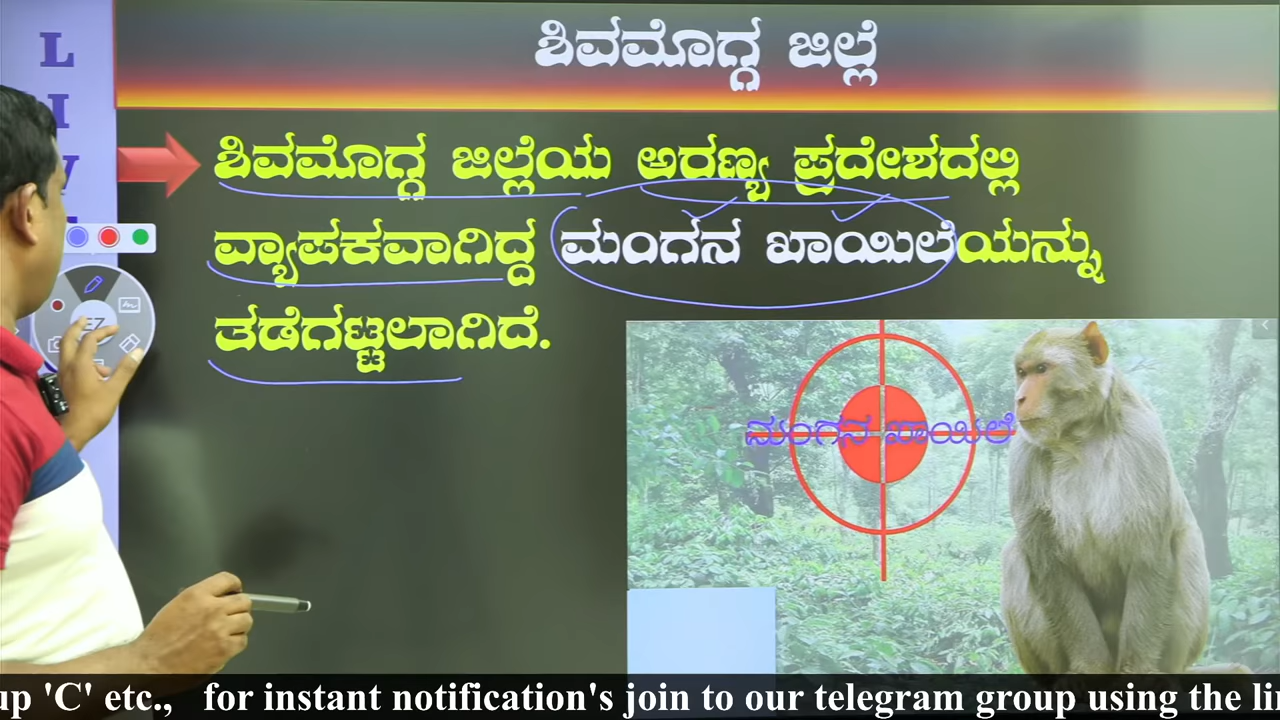 L
I
V
ಶಿವಮೊಗ್ಗ ಜಿಲ್ಲೆ
ಶಿವಮೊಗ್ಗ ಜಿಲ್ಲೆಯ ಅರಣ್ಯ ಪ್ರದೇಶದಲ್ಲಿ
ವ್ಯಾಪಕವಾಗಿದ್ದ ಮಂಗನ ಖಾಯಿಲೆಯನ್ನು
ತಡೆಗಟ್ಟಲಾಗಿದೆ.
EZ
ಮಂಗನ ಖಾಯಿಲೆ
up 'C' etc., for instant notification's join to our telegram group using the